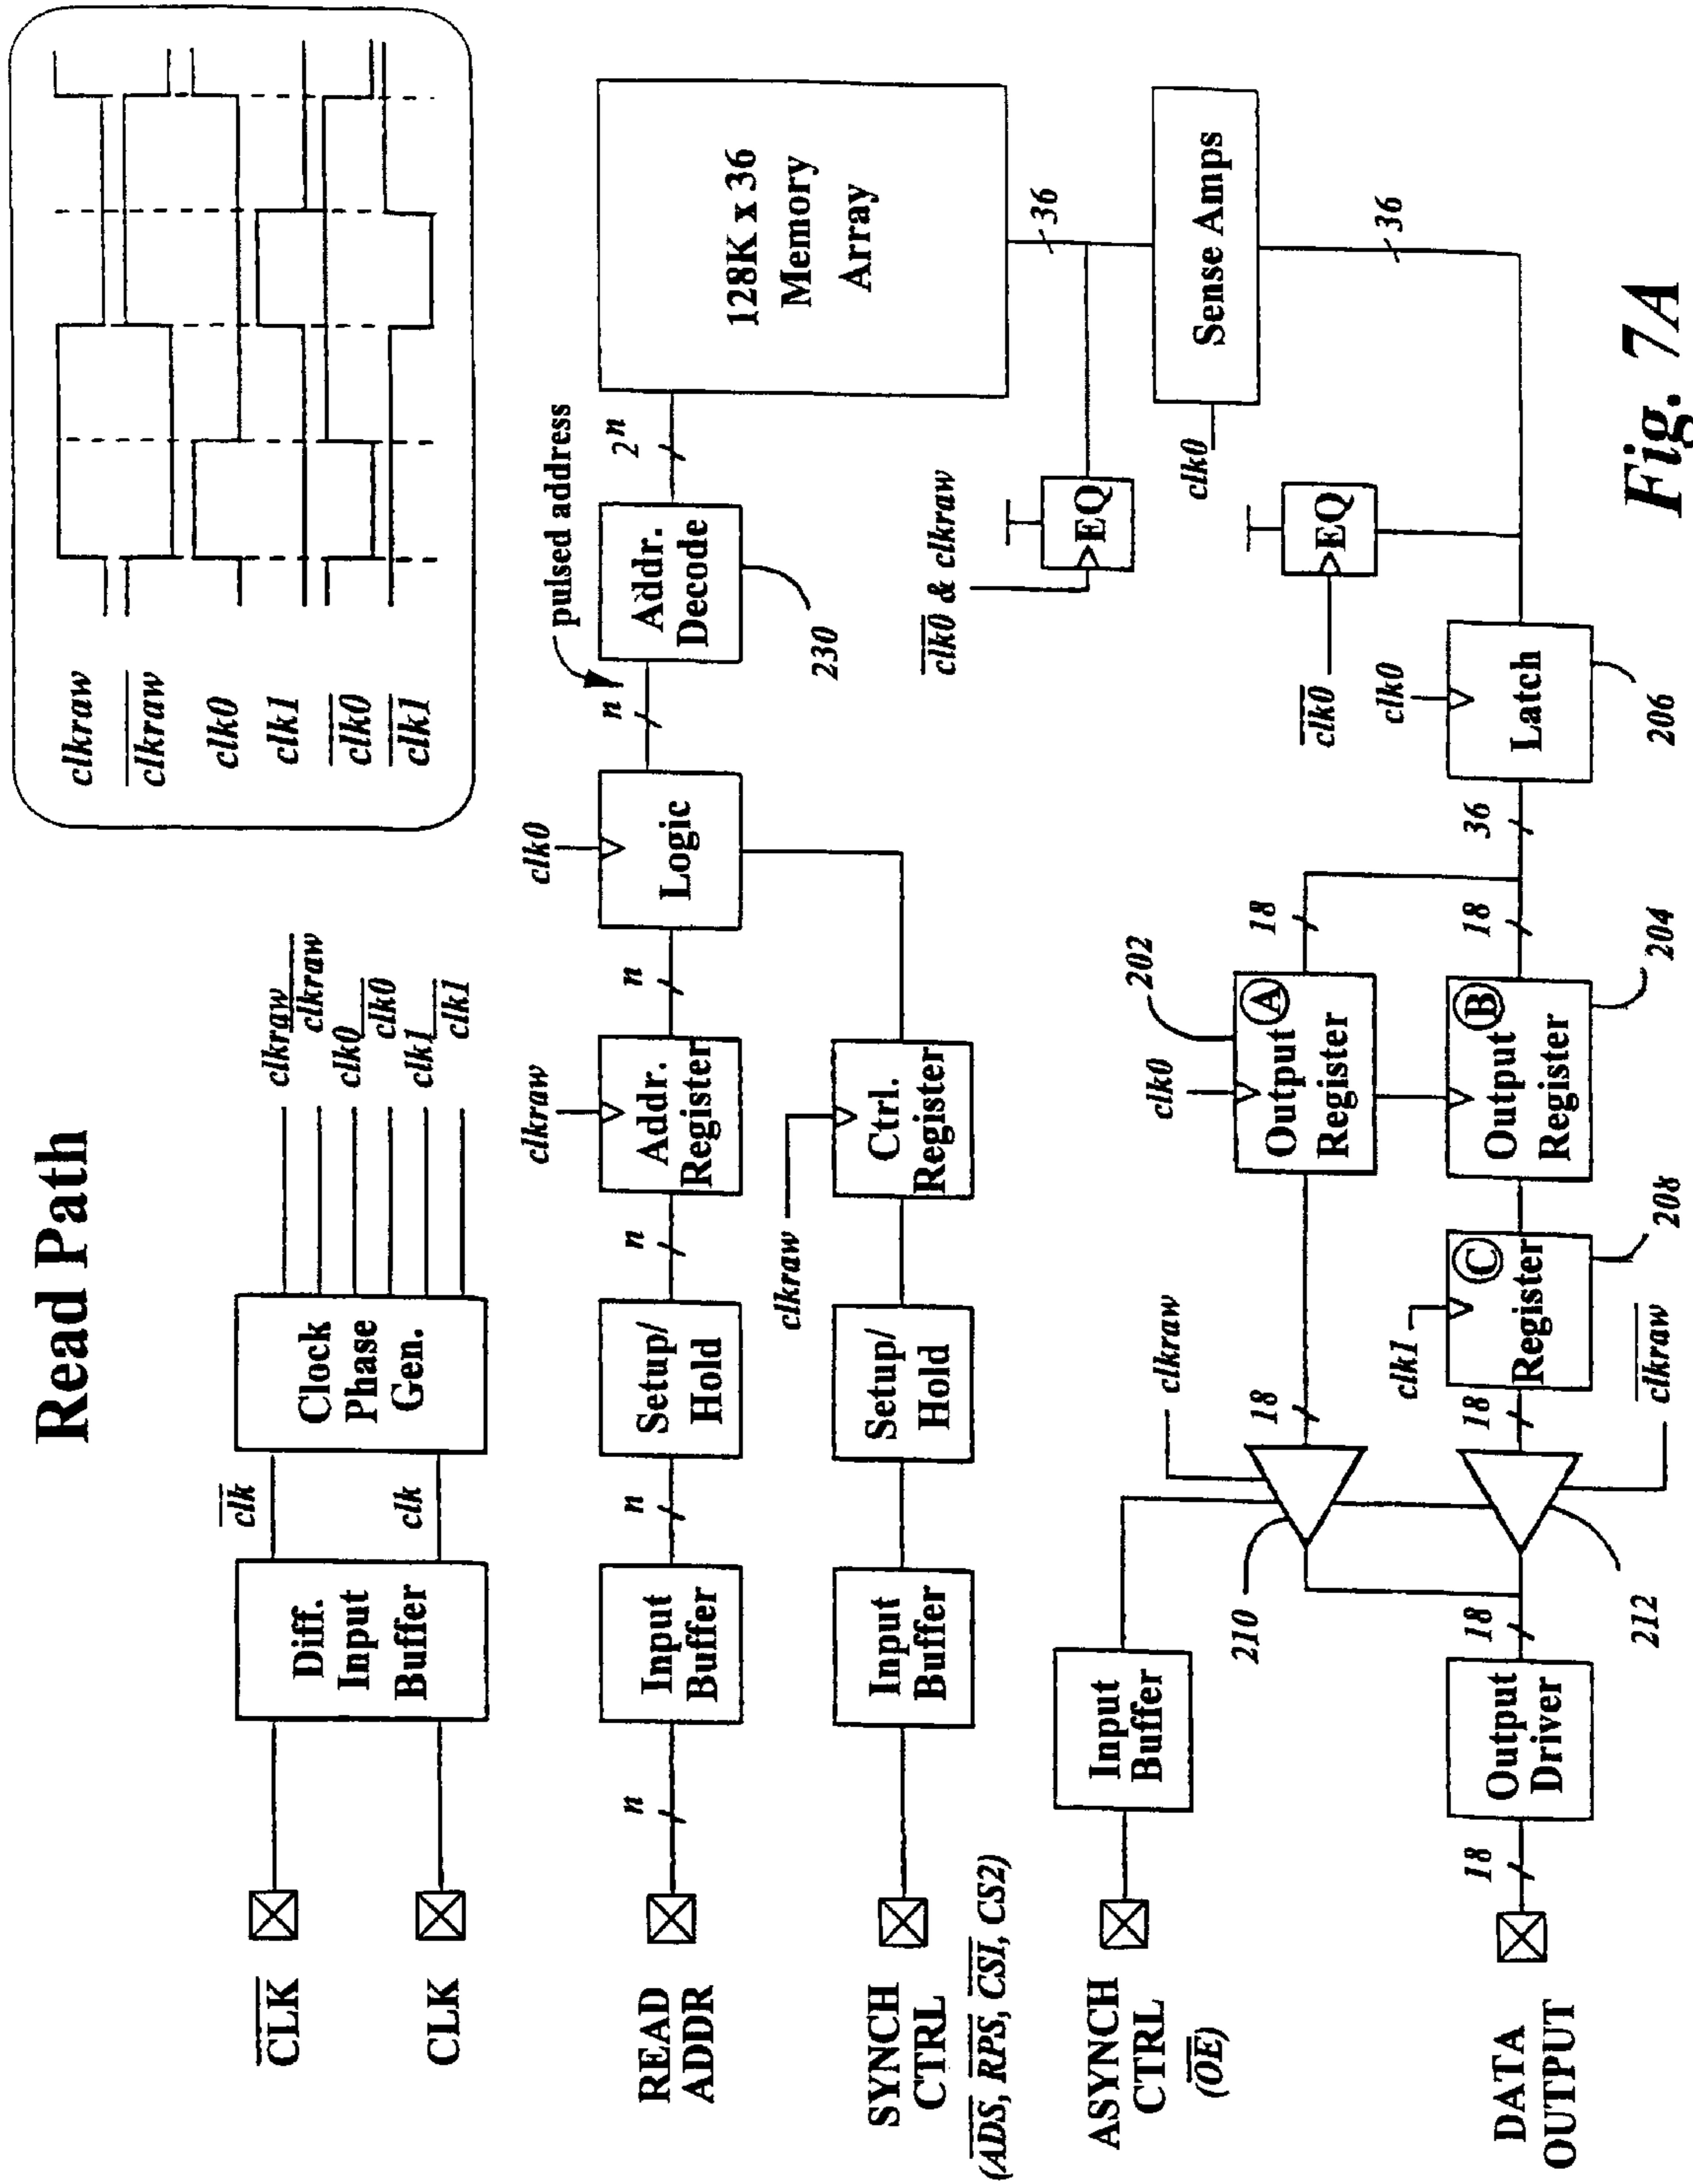 Read Path
CLK
CLK
Diff.
Input
Buffer
clk
clk
Clock
Phase
Gen.
clkraw
clkraw
clk0
clk0
clk1
clk1
clkraw
clkraw
clk0
clk1
clk0
clk1
READ
ADDR
n
Input
Buffer
n
Setup/
Hold
n
clkraw
Addr.
Register
n
clk0
Logic
n
pulsed address
Addr.
Decode
230
2n
128K x 36
Memory
Array
SYNCH
CTRL
(ADS, RPS, CS1, CS2)
Input
Buffer
Setup/
Hold
clkraw
Ctrl.
Register
clk0 & clkraw
EQ
36
ASYNCH
CTRL
(OE)
Input
Buffer
clk0
Sense Amps
36
clk0
EQ
DATA
OUTPUT
18
Output
Driver
18
210
212
clkraw
clkraw
18
18
clk1
C
Register
208
clk0
202
A
Output
Register
B
Output
Register
204
18
18
36
clk0
Latch
206
Fig. 7A